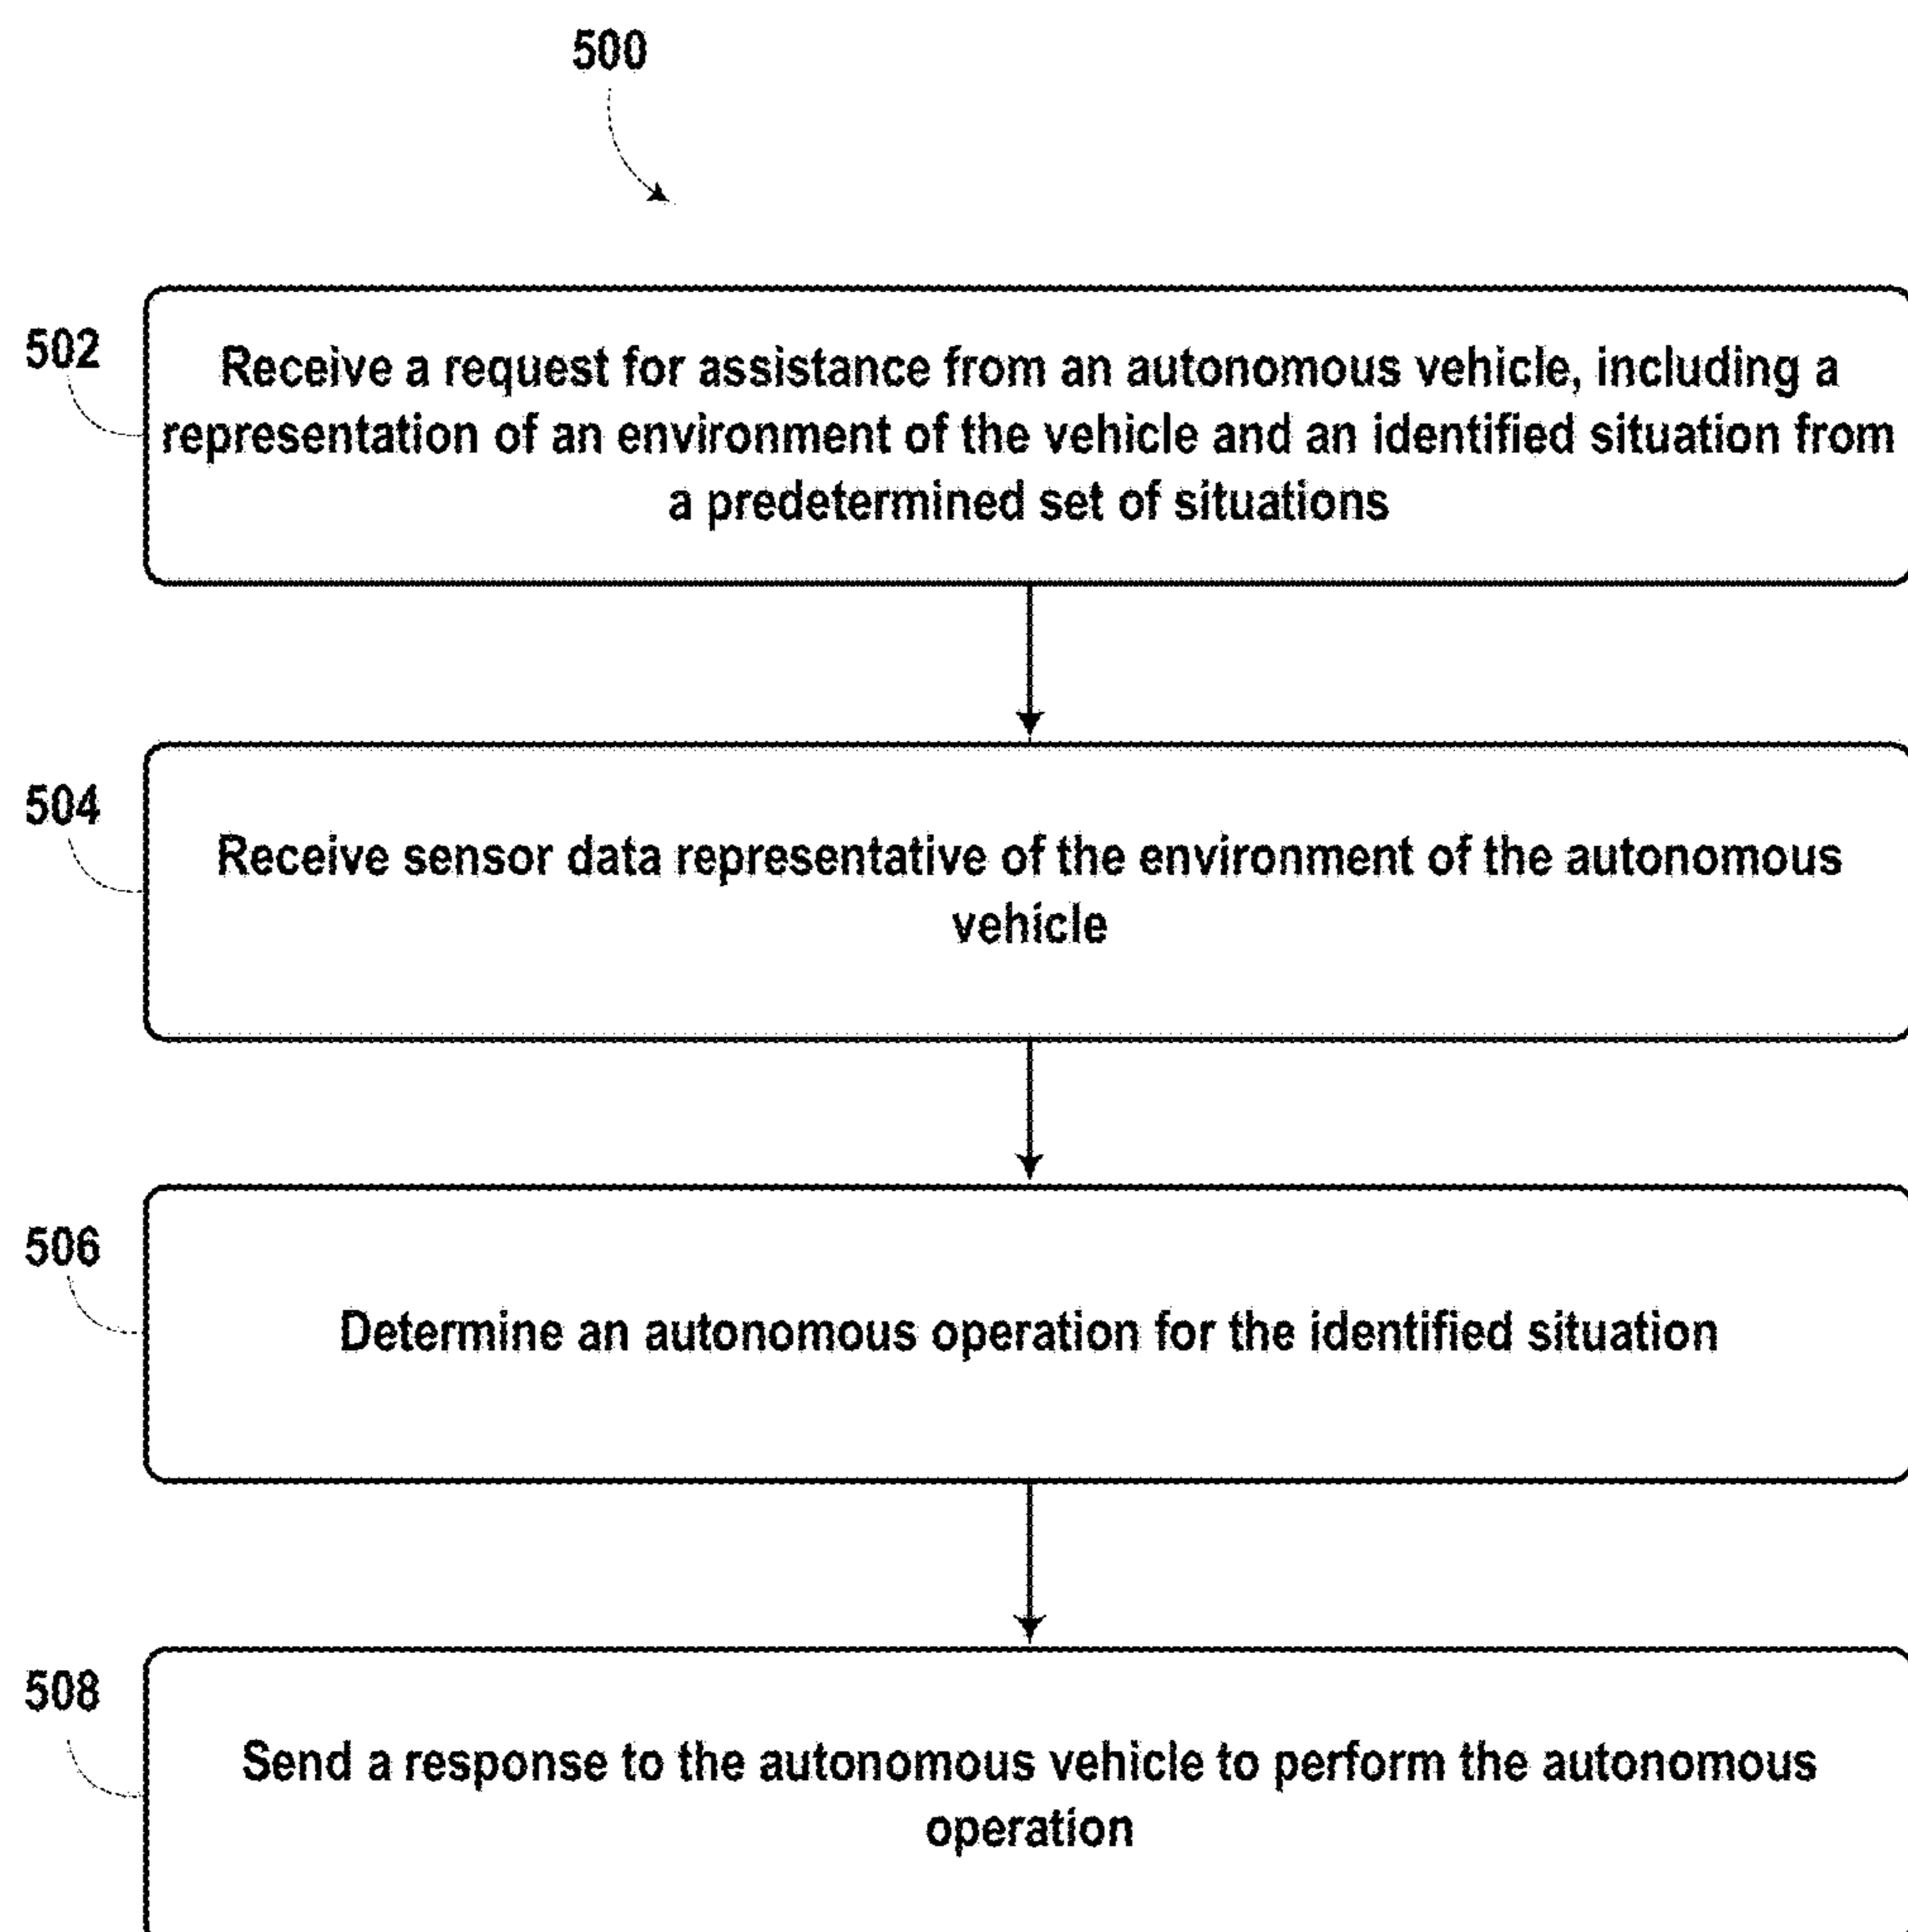 500
502
Receive a request for assistance from an autonomous vehicle, including a
representation of an environment of the vehicle and an identified situation from
a predetermined set of situations
504
Receive sensor data representative of the environment of the autonomous
vehicle
506
Determine an autonomous operation for the identified situation
508
Send a response to the autonomous vehicle to perform the autonomous
operation